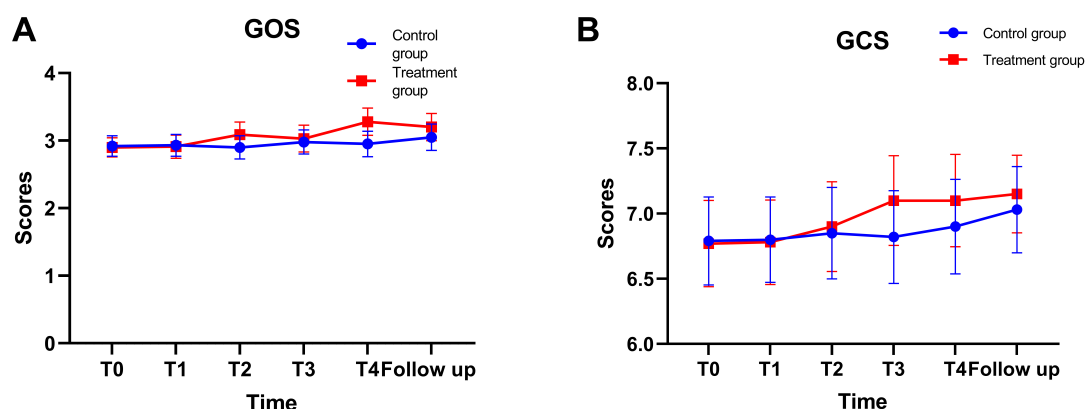 A
GOS
Control
group
Treatment
group
4
3
2
1
0
Scores
T0
T1
T2
T3
T4
Follow up
Time
B
GCS
Control group
Treatment group
8.0
7.5
7.0
6.5
6.0
Scores
T0
T1
T2
T3
T4
Follow up
Time